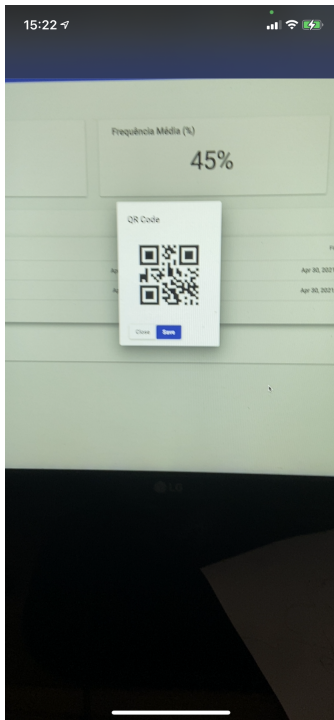 15:22
Frequência Média (%)
45%
QR Code
Apr 30, 2021
Apr 30, 2021
Close
Save
LG